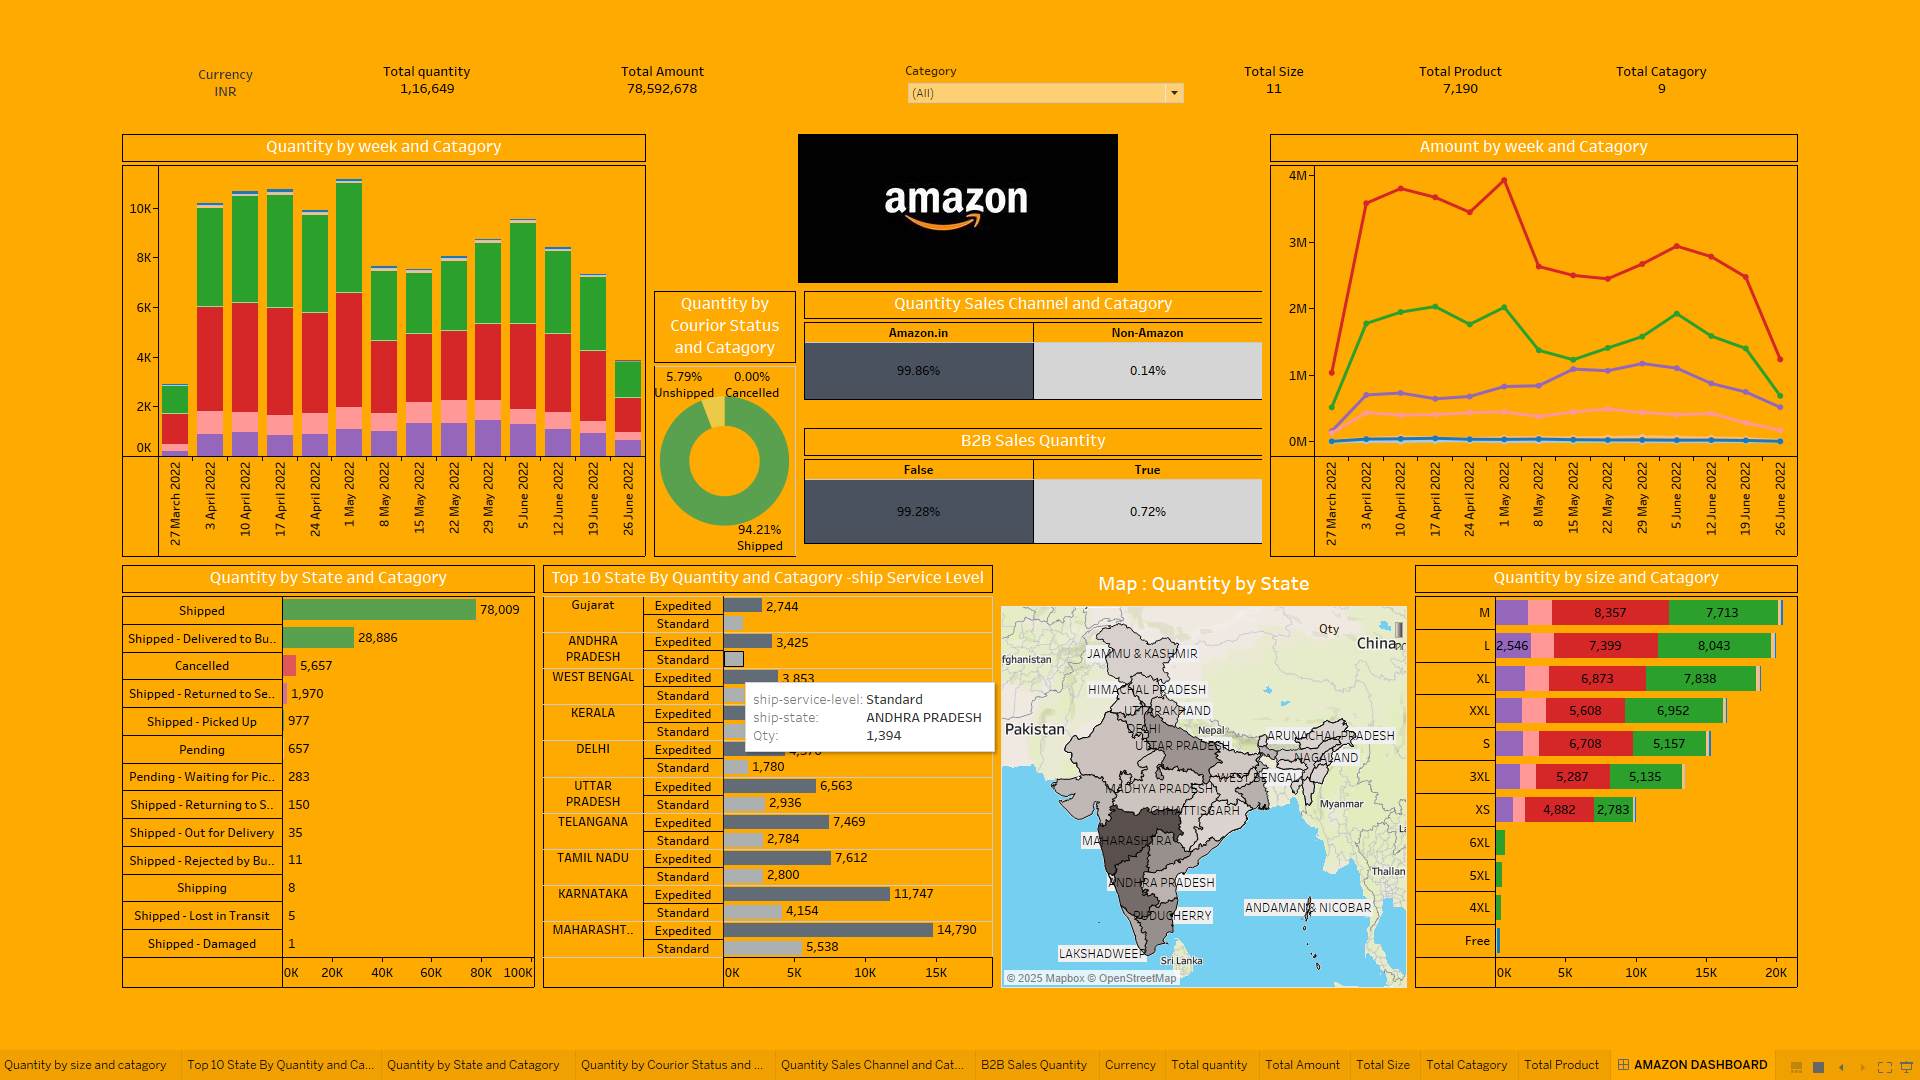 Currency
INR
Total quantity
1,16,649
Total Amount
78,592,678
Category
(All)
Total Size
11
Total Product
7,190
Total Catagory
9
Quantity by week and Catagory
10K
8K
6K
4K
2K
0K
27 March 2022
3 April 2022
10 April 2022
17 April 2022
24 April 2022
1 May 2022
8 May 2022
15 May 2022
22 May 2022
29 May 2022
5 June 2022
12 June 2022
19 June 2022
26 June 2022
amazon
Quantity by
Courior Status
and Catagory
5.79%
Unshipped
0.00%
Cancelled
94.21%
Shipped
Quantity Sales Channel and Catagory
Amazon.in
Non-Amazon
99.86%
0.14%
B2B Sales Quantity
False
True
99.28%
0.72%
Amount by week and Catagory
4M
3M
2M
1M
0M
27 March 2022
3 April 2022
10 April 2022
17 April 2022
24 April 2022
1 May 2022
8 May 2022
15 May 2022
22 May 2022
29 May 2022
5 June 2022
12 June 2022
19 June 2022
26 June 2022
Quantity by State and Catagory
Shipped 78,009
Shipped - Delivered to Bu.. 28,886
Cancelled 5,657
Shipped - Returned to Se.. 1,970
Shipped - Picked Up 977
Pending 657
Pending - Waiting for Pic.. 283
Shipped - Returning to S.. 150
Shipped - Out for Delivery 35
Shipped - Rejected by Bu.. 11
Shipping 8
Shipped - Lost in Transit 5
Shipped - Damaged 1
0K 20K 40K 60K 80K 100K
Top 10 State By Quantity and Catagory -ship Service Level
Gujarat Expedited 2,744
Standard
ANDHRA PRADESH Expedited 3,425
Standard
WEST BENGAL Expedited 3,853
Standard
KERALA Expedited
Standard
DELHI Expedited
Standard 1,780
UTTAR PRADESH Expedited 6,563
Standard 2,936
TELANGANA Expedited 7,469
Standard 2,784
TAMIL NADU Expedited 7,612
Standard 2,800
KARNATAKA Expedited 11,747
Standard 4,154
MAHARASHT.. Expedited 14,790
Standard 5,538
0K 5K 10K 15K
ship-service-level: Standard
ship-state: ANDHRA PRADESH
Qty: 1,394
Map : Quantity by State
Qty
China
fghanistan
JAMMU & KASHMIR
HIMACHAL PRADESH
UTTARAKHAND
Pakistan
DELHI
Nepal
ARUNACHAL PRADESH
UTTAR PRADESH
NAGALAND
WEST BENGAL
MADHYA PRADESH
Myanmar
CHHATTISGARH
MAHARASHTRA
Thailan
ANDHRA PRADESH
ANDAMAN & NICOBAR
PUDUCHERRY
LAKSHADWEEP
Sri Lanka
© 2025 Mapbox © OpenStreetMap
Quantity by size and Catagory
M 8,357 7,713
L 2,546 7,399 8,043
XL 6,873 7,838
XXL 5,608 6,952
S 6,708 5,157
3XL 5,287 5,135
XS 4,882 2,783
6XL
5XL
4XL
Free
0K 5K 10K 15K 20K
Quantity by size and catagory
Top 10 State By Quantity and Ca...
Quantity by State and Catagory
Quantity by Courior Status and ...
Quantity Sales Channel and Cat...
B2B Sales Quantity
Currency
Total quantity
Total Amount
Total Size
Total Catagory
Total Product
AMAZON DASHBOARD